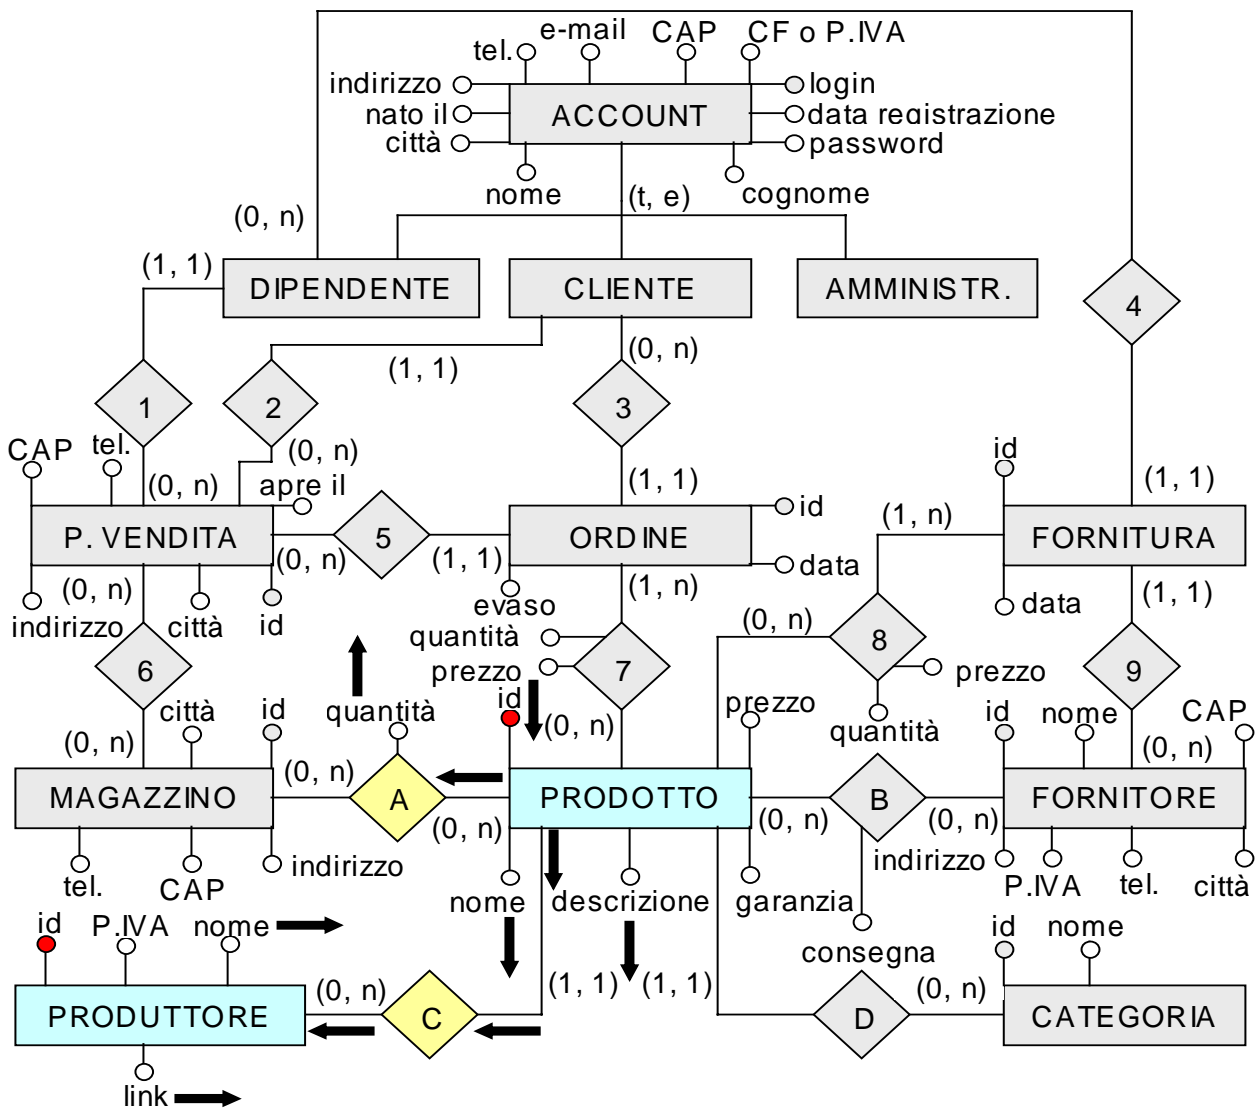 e-mail CAP CF o P.IVA
tel.
indirizzo login
nato il ACCOUNT data registrazione
città password
nome (t, e) cognome
(0, n)
(1, 1)
DIPENDENTE CLIENTE AMMINISTR. 4
(1, 1) (0, n)
1 2 3
CAP tel. (0, n) id
(0, n) apre il (1, 1) (1, 1)
id
P. VENDITA 5 ORDINE (1, n) FORNITURA
(0, n) (0, n) (1, 1) (1, n) data
evaso data (1, 1)
indirizzo città id quantità (0, n)
6 prezzo 7 8 prezzo 9
id
città id quantità prezzo id nome CAP
(0, n) (0, n) quantità (0, n)
(0, n)
MAGAZZINO A PRODOTTO B FORNITORE
(0, n) (0, n) (0, n)
indirizzo indirizzo
tel. CAP P.IVA tel. città
nome descrizione garanzia
id P.IVA nome id nome
consegna
(0, n) (1, 1) (1, 1) (0, n)
PRODUTTORE C D CATEGORIA
link